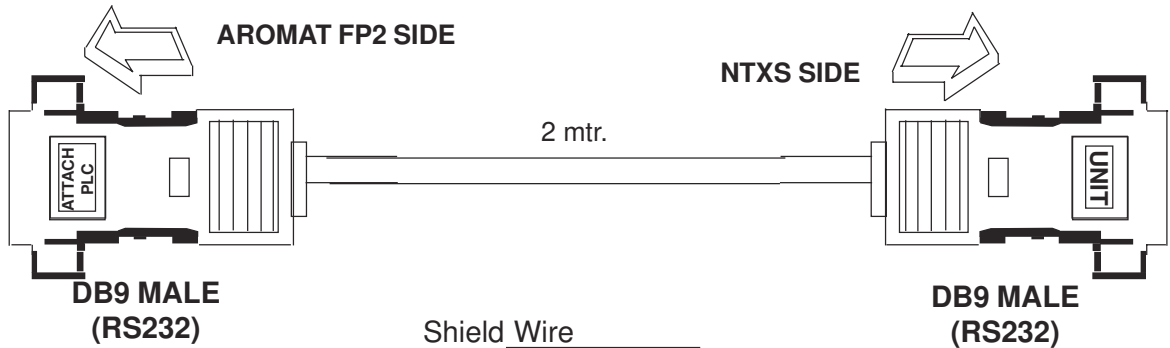 AROMAT FP2 SIDE
NTXS SIDE
2 mtr.
ATTACH
PLC
UNIT
DB9 MALE
(RS232)
DB9 MALE
(RS232)
Shield Wire